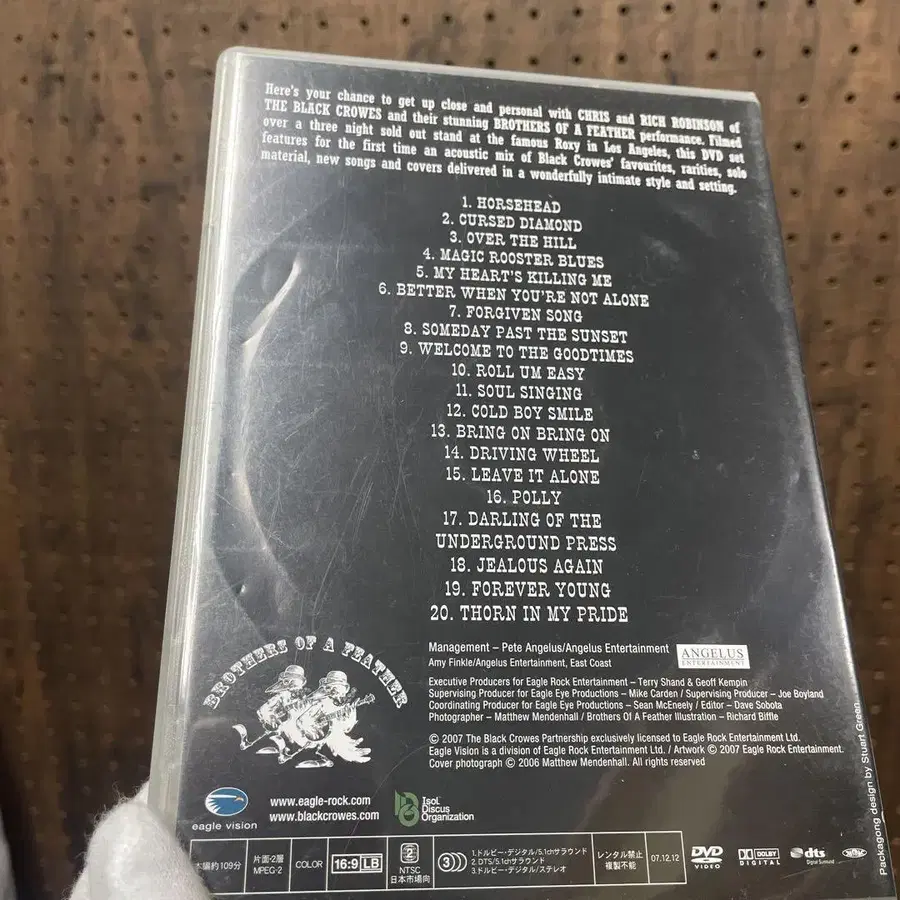 Here's your chance to get up close and personal with CHRIS and RICH ROBINSON of
THE BLACK CROWES and their stunning BROTHERS OF A FEATHER performance. Filmed
over a three night sold out stand at the famous Roxy in Los Angeles, this DVD set
features for the first time an acoustic mix of Black Crowes' favourites, rarities, solo
material, new songs and covers delivered in a wonderfully intimate style and setting.
1. HORSEHEAD
2. CURSED DIAMOND
3. OVER THE HILL
4. MAGIC ROOSTER BLUES
5. MY HEART'S KILLING ME
6. BETTER WHEN YOU'RE NOT ALONE
7. FORGIVEN SONG
8. SOMEDAY PAST THE SUNSET
9. WELCOME TO THE GOODTIMES
10. ROLL UM EASY
11. SOUL SINGING
12. COLD BOY SMILE
13. BRING ON BRING ON
14. DRIVING WHEEL
15. LEAVE IT ALONE
16. POLLY
17. DARLING OF THE
UNDERGROUND PRESS
18. JEALOUS AGAIN
19. FOREVER YOUNG
20. THORN IN MY PRIDE
BROTHERS OF A FEATHER
Management – Pete Angelus/Angelus Entertainment
Amy Finkle/Angelus Entertainment, East Coast
ANGELUS
ENTERTAINMENT
Executive Producers for Eagle Rock Entertainment – Terry Shand & Geoff Kempin
Supervising Producer for Eagle Eye Productions – Mike Carden / Supervising Producer – Joe Boyland
Coordinating Producer for Eagle Eye Productions – Sean McEneely / Editor – Dave Sobota
Photographer – Matthew Mendenhall / Brothers Of A Feather Illustration – Richard Biffle
© 2007 The Black Crowes Partnership exclusively licensed to Eagle Rock Entertainment Ltd.
Eagle Vision is a division of Eagle Rock Entertainment Ltd. / Artwork © 2007 Eagle Rock Entertainment.
Cover photograph © 2006 Matthew Mendenhall. All rights reserved
Packagong design by Stuart Green
eagle vision
www.eagle-rock.com
www.blackcrowes.com
Isol
Discus
Organization
本編約109分
片面・2層
MPEG-2
COLOR
16:9 LB
2
NTSC
日本市場向
3
1.ドルビー・デジタル/5.1chサラウンド
2.DTS/5.1chサラウンド
3.ドルビー・デジタル/ステレオ
レンタル禁止
複製不能
07.12.12
DVD
VIDEO
DOLBY
DIGITAL
dts
Digital Surround